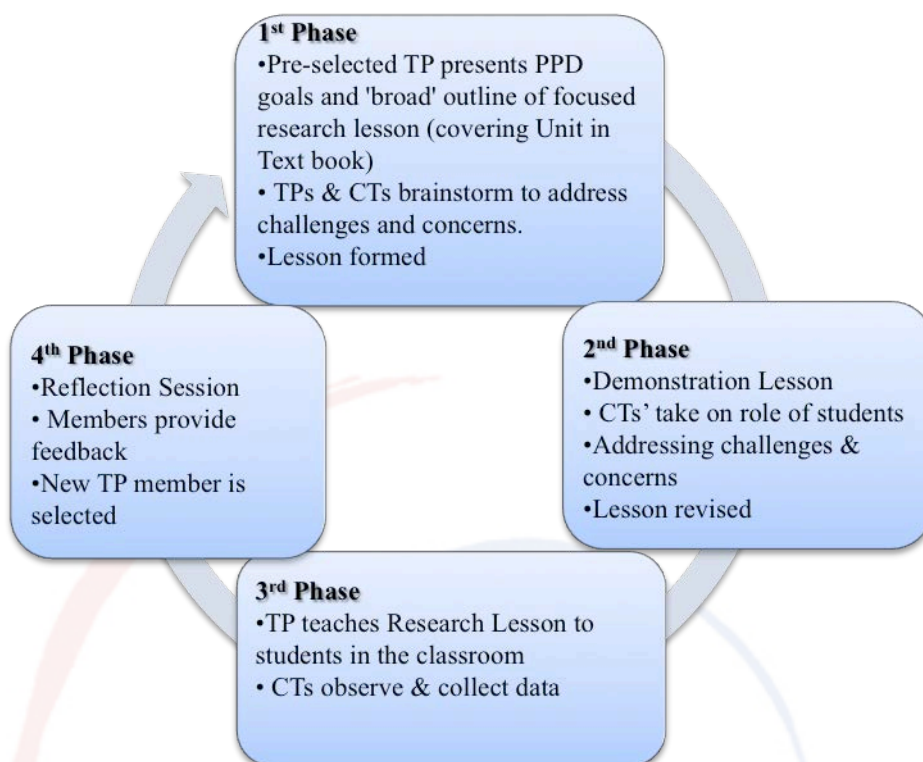 1st Phase
•Pre-selected TP presents PPD
goals and 'broad' outline of focused
research lesson (covering Unit in
Text book)
• TPs & CTs brainstorm to address
challenges and concerns.
•Lesson formed
2nd Phase
•Demonstration Lesson
• CTs’ take on role of students
•Addressing challenges &
concerns
•Lesson revised
3rd Phase
•TP teaches Research Lesson to
students in the classroom
• CTs observe & collect data
4th Phase
•Reflection Session
• Members provide
feedback
•New TP member is
selected